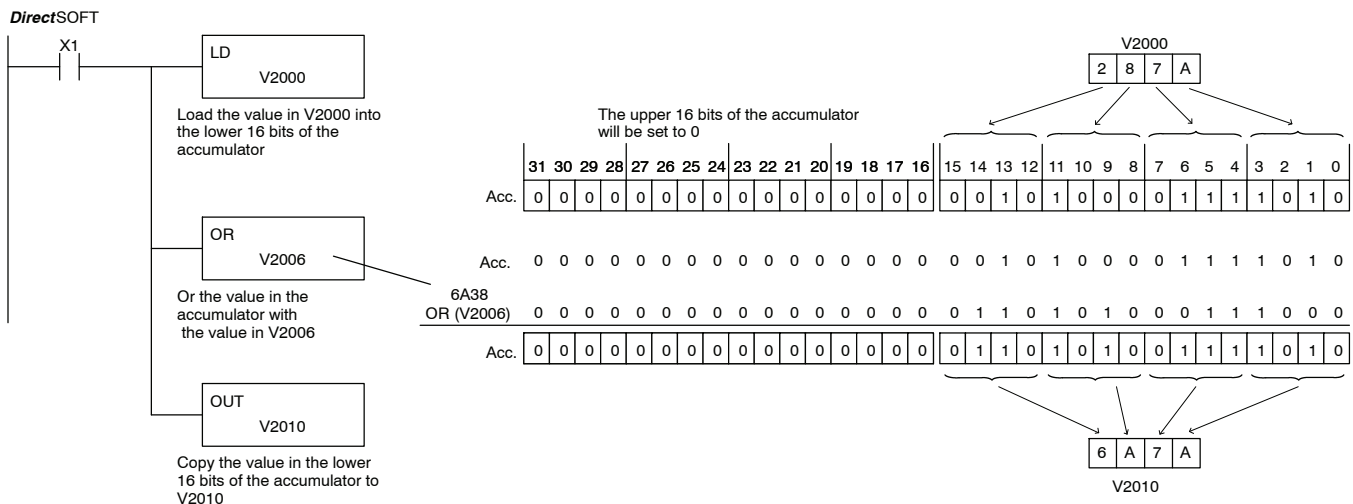 DirectSOFT
X1
LD
V2000
Load the value in V2000 into
the lower 16 bits of the
accumulator
OR
V2006
Or the value in the
accumulator with
the value in V2006
OUT
V2010
Copy the value in the lower
16 bits of the accumulator to
V2010
V2000
2 8 7 A
The upper 16 bits of the accumulator
will be set to 0
31 30 29 28 27 26 25 24 23 22 21 20 19 18 17 16 15 14 13 12 11 10 9 8 7 6 5 4 3 2 1 0
Acc. 0 0 0 0 0 0 0 0 0 0 0 0 0 0 0 0 0 0 1 0 1 0 0 0 0 1 1 1 1 0 1 0
Acc. 0 0 0 0 0 0 0 0 0 0 0 0 0 0 0 0 0 0 1 0 1 0 0 0 0 1 1 1 1 0 1 0
6A38
OR (V2006) 0 0 0 0 0 0 0 0 0 0 0 0 0 0 0 0 0 1 1 0 1 0 1 0 0 0 1 1 1 0 0 0
Acc. 0 0 0 0 0 0 0 0 0 0 0 0 0 0 0 0 0 1 1 0 1 0 1 0 0 1 1 1 1 0 1 0
6 A 7 A
V2010